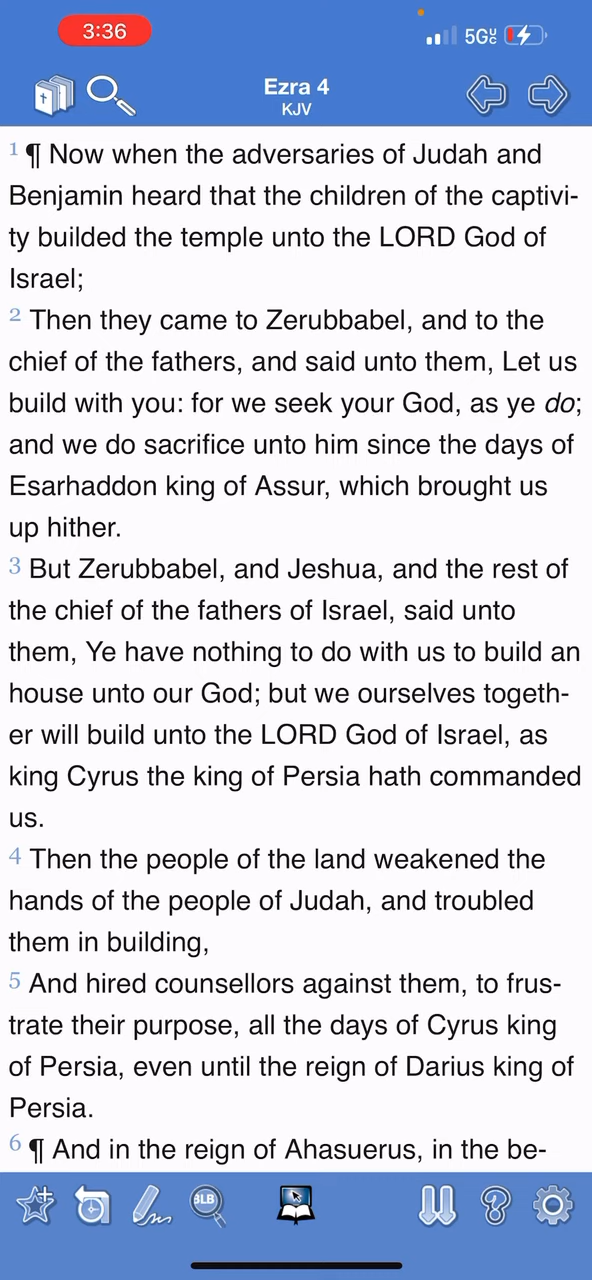 3:36
5GUC
Ezra 4
KJV
1 ¶ Now when the adversaries of Judah and
Benjamin heard that the children of the captivi-
ty builded the temple unto the LORD God of
Israel;
2 Then they came to Zerubbabel, and to the
chief of the fathers, and said unto them, Let us
build with you: for we seek your God, as ye do;
and we do sacrifice unto him since the days of
Esarhaddon king of Assur, which brought us
up hither.
3 But Zerubbabel, and Jeshua, and the rest of
the chief of the fathers of Israel, said unto
them, Ye have nothing to do with us to build an
house unto our God; but we ourselves togeth-
er will build unto the LORD God of Israel, as
king Cyrus the king of Persia hath commanded
us.
4 Then the people of the land weakened the
hands of the people of Judah, and troubled
them in building,
5 And hired counsellors against them, to frus-
trate their purpose, all the days of Cyrus king
of Persia, even until the reign of Darius king of
Persia.
6 ¶ And in the reign of Ahasuerus, in the be-
BLB